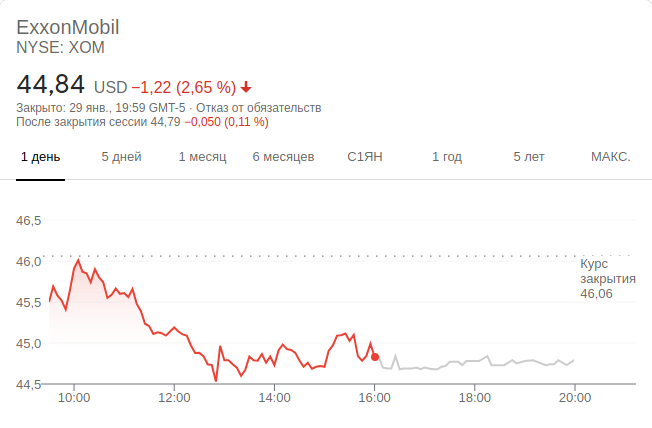 ExxonMobil
NYSE: XOM
44,84 USD −1,22 (2,65 %)
Закрыто: 29 янв., 19:59 GMT-5 · Отказ от обязательств
После закрытия сессии 44,79 −0,050 (0,11 %)
1 день 5 дней 1 месяц 6 месяцев С1ЯН 1 год 5 лет МАКС.
46,5
46,0
45,5
45,0
44,5
Курс
закрытия
46,06
10:00 12:00 14:00 16:00 18:00 20:00